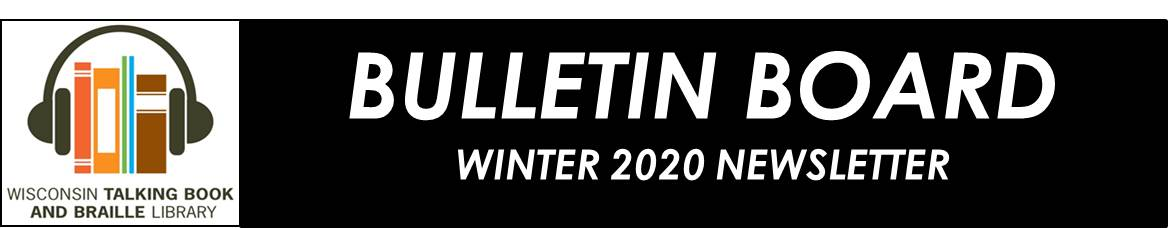 WISCONSIN TALKING BOOK
AND BRAILLE LIBRARY
BULLETIN BOARD
WINTER 2020 NEWSLETTER